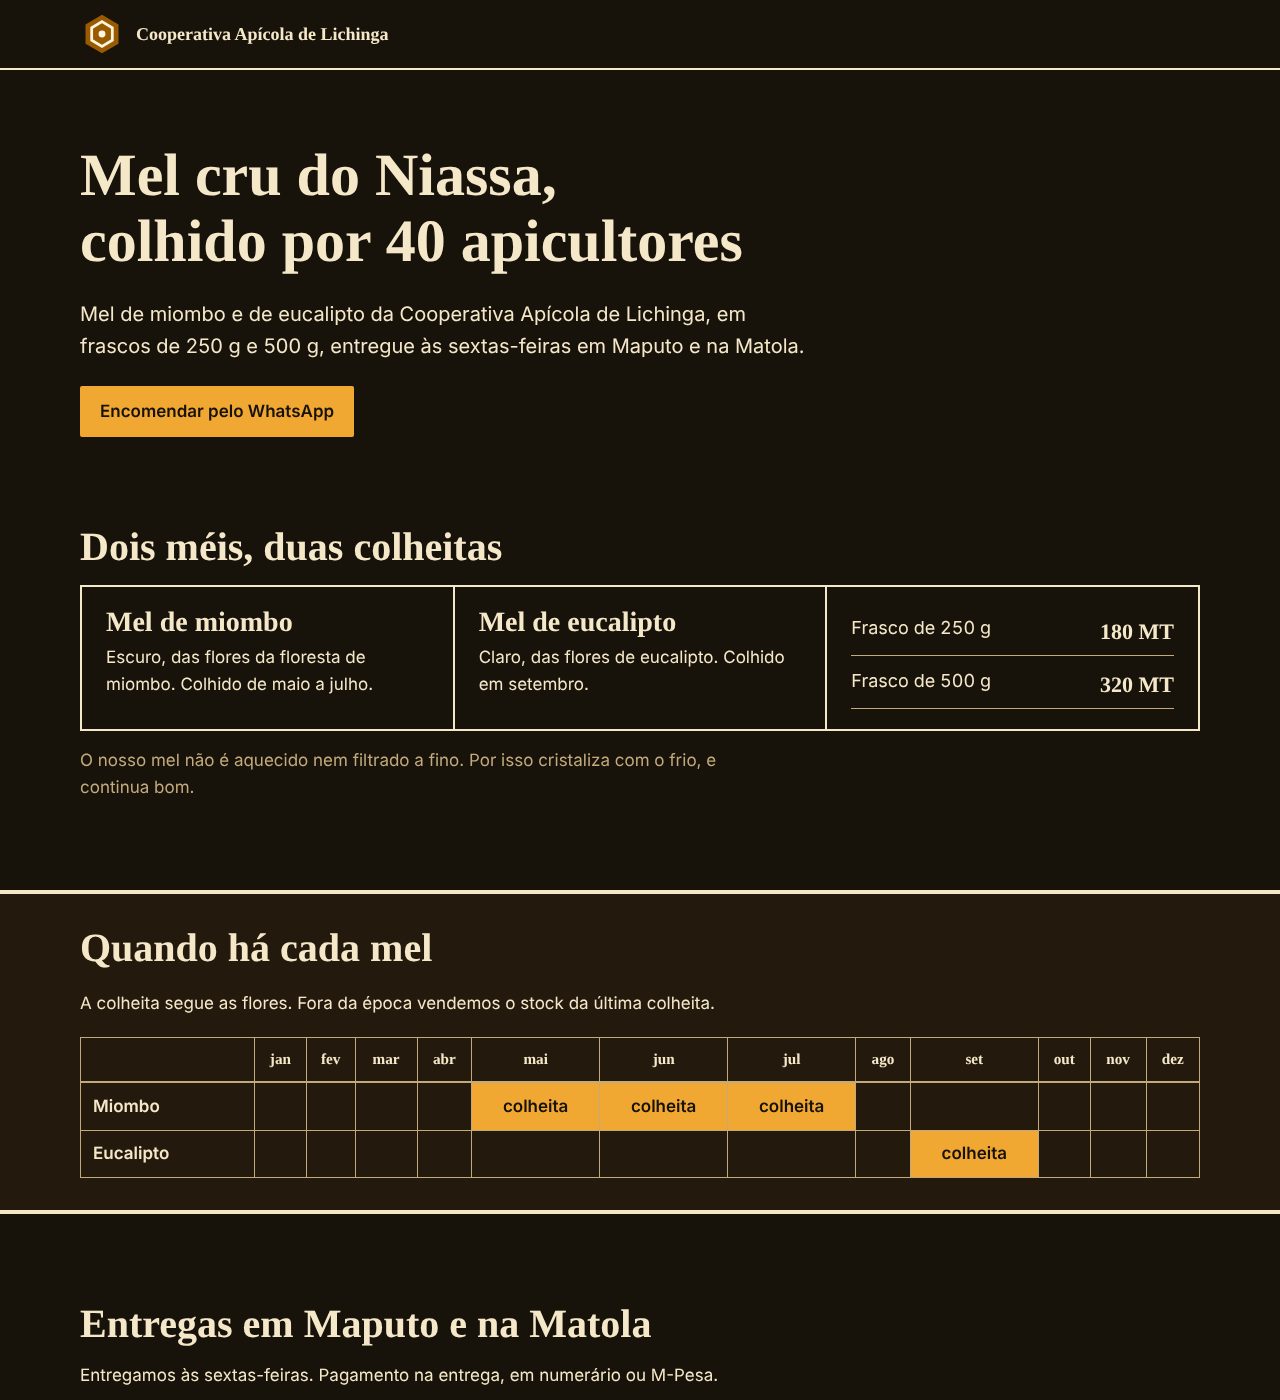 Cooperativa Apícola de Lichinga
Mel cru do Niassa,
colhido por 40 apicultores
Mel de miombo e de eucalipto da Cooperativa Apícola de Lichinga, em
frascos de 250 g e 500 g, entregue às sextas-feiras em Maputo e na Matola.
Encomendar pelo WhatsApp
Dois méis, duas colheitas
Mel de miombo
Escuro, das flores da floresta de
miombo. Colhido de maio a julho.
Mel de eucalipto
Claro, das flores de eucalipto. Colhido
em setembro.
Frasco de 250 g 180 MT
Frasco de 500 g 320 MT
O nosso mel não é aquecido nem filtrado a fino. Por isso cristaliza com o frio, e
continua bom.
Quando há cada mel
A colheita segue as flores. Fora da época vendemos o stock da última colheita.
jan fev mar abr mai jun jul ago set out nov dez
Miombo colheita colheita colheita
Eucalipto colheita
Entregas em Maputo e na Matola
Entregamos às sextas-feiras. Pagamento na entrega, em numerário ou M-Pesa.